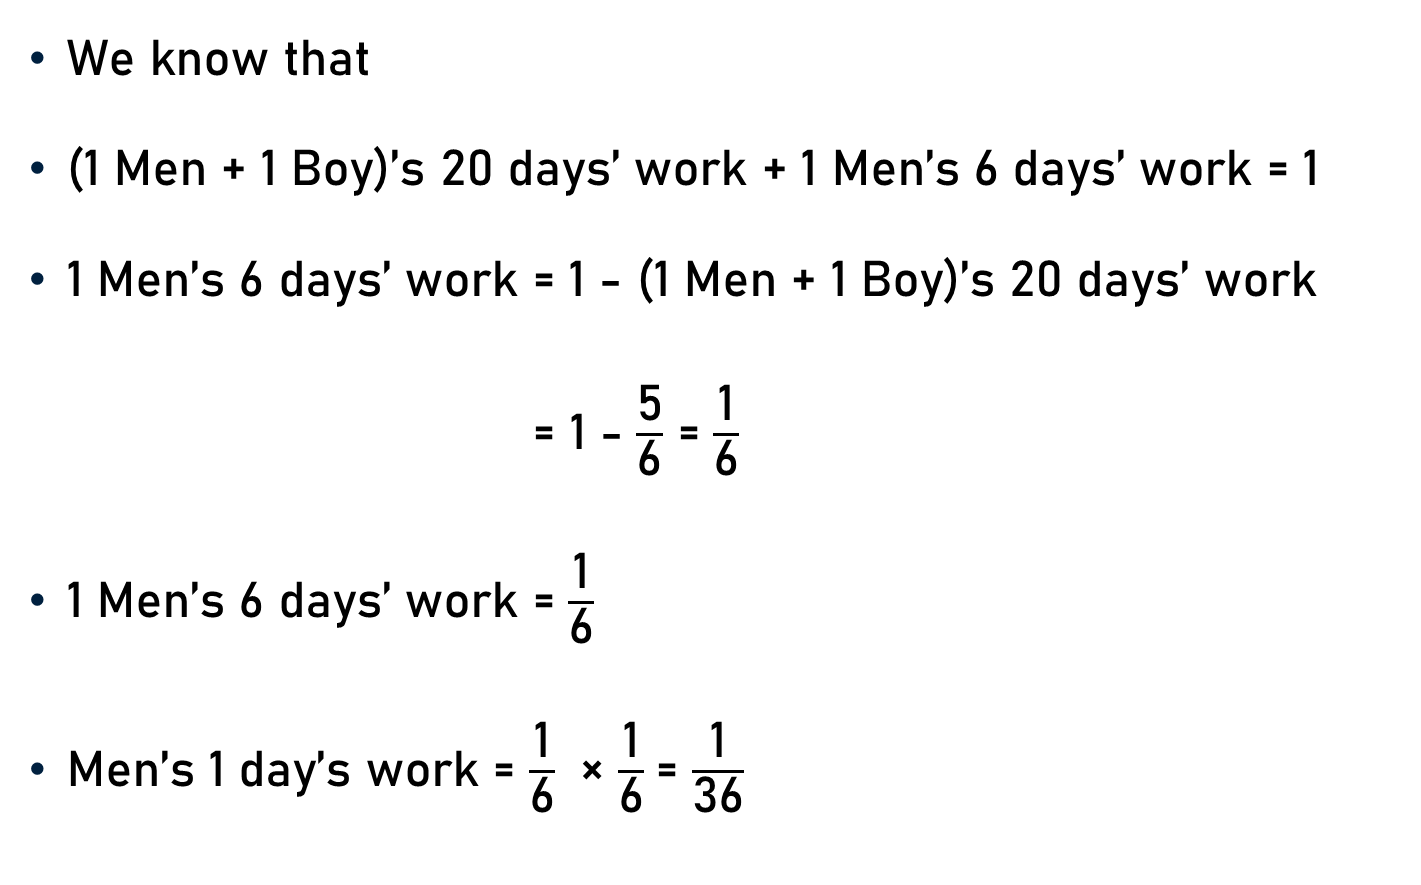 • We know that
• (1 Men + 1 Boy)’s 20 days’ work + 1 Men’s 6 days’ work = 1
• 1 Men’s 6 days’ work = 1 - (1 Men + 1 Boy)’s 20 days’ work
= 1 - 5/6 = 1/6
• 1 Men’s 6 days’ work = 1/6
• Men’s 1 day’s work = 1/6 × 1/6 = 1/36